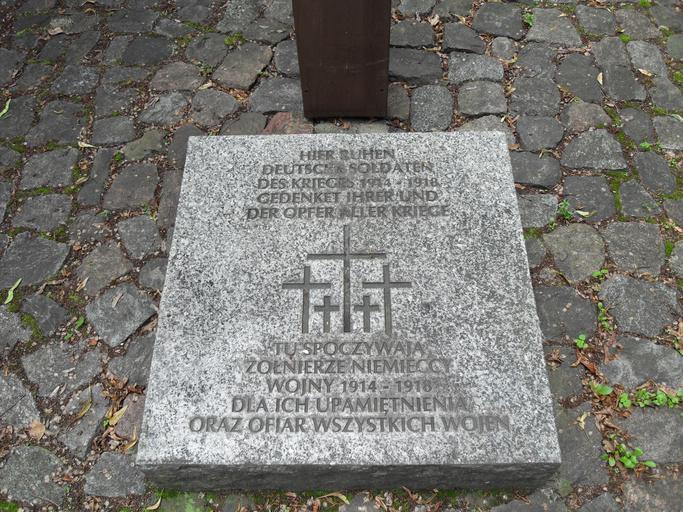 HIER RUHEN
DEUTSCHE SOLDATEN
DES KRIEGES 1914 - 1918
GEDENKET IHRER UND
DER OPFER ALLER KRIEGE
TU SPOCZYWAJĄ
ŻOŁNIERZE NIEMIECCY
WOJNY 1914 - 1918
DLA ICH UPAMIĘTNIENIA
ORAZ OFIAR WSZYSTKICH WOJEN